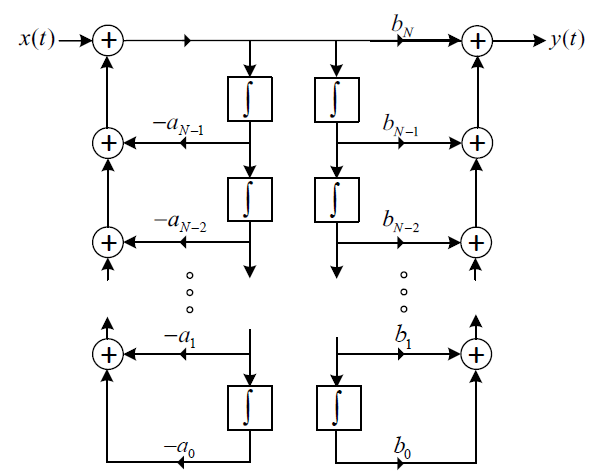 x(t) + b_N + y(t)
∫ ∫
+ −a_{N−1} b_{N−1} +
∫ ∫
+ −a_{N−2} b_{N−2} +
+ −a_1 b_1 +
∫ ∫
−a_0 b_0